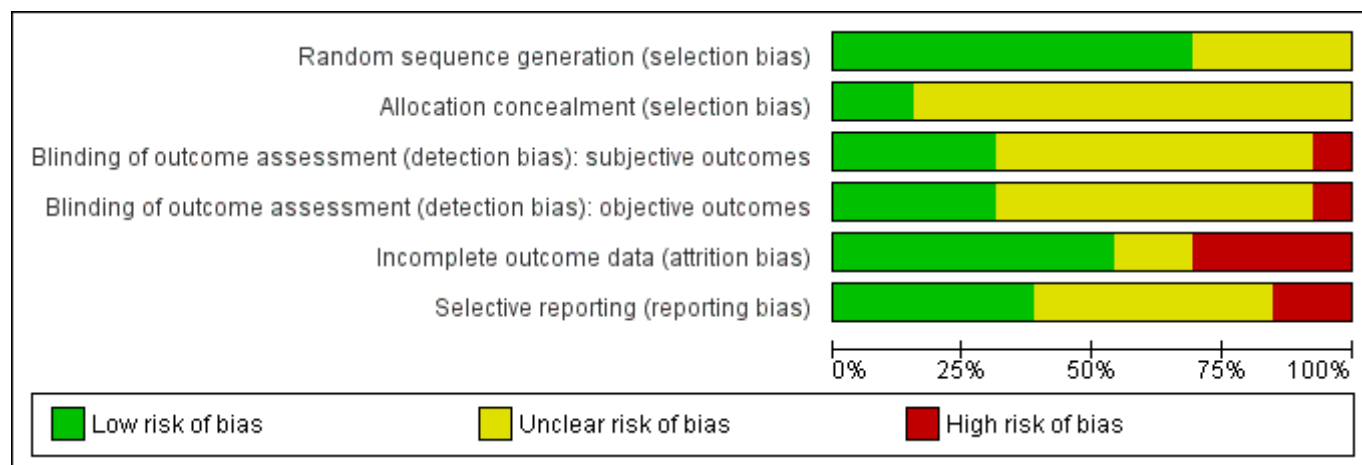 Random sequence generation (selection bias)
Allocation concealment (selection bias)
Blinding of outcome assessment (detection bias): subjective outcomes
Blinding of outcome assessment (detection bias): objective outcomes
Incomplete outcome data (attrition bias)
Selective reporting (reporting bias)
0% 25% 50% 75% 100%
Low risk of bias Unclear risk of bias High risk of bias